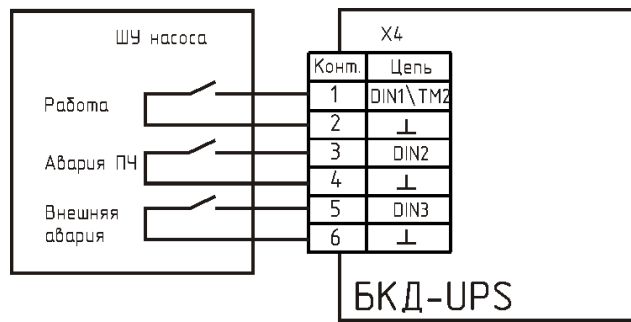 ШУ насоса
X4
Конт. Цепь
Работа
1 DIN1\TM2
2 ⊥
Авария ПЧ
3 DIN2
4 ⊥
Внешняя
авария
5 DIN3
6 ⊥
БКД-UPS